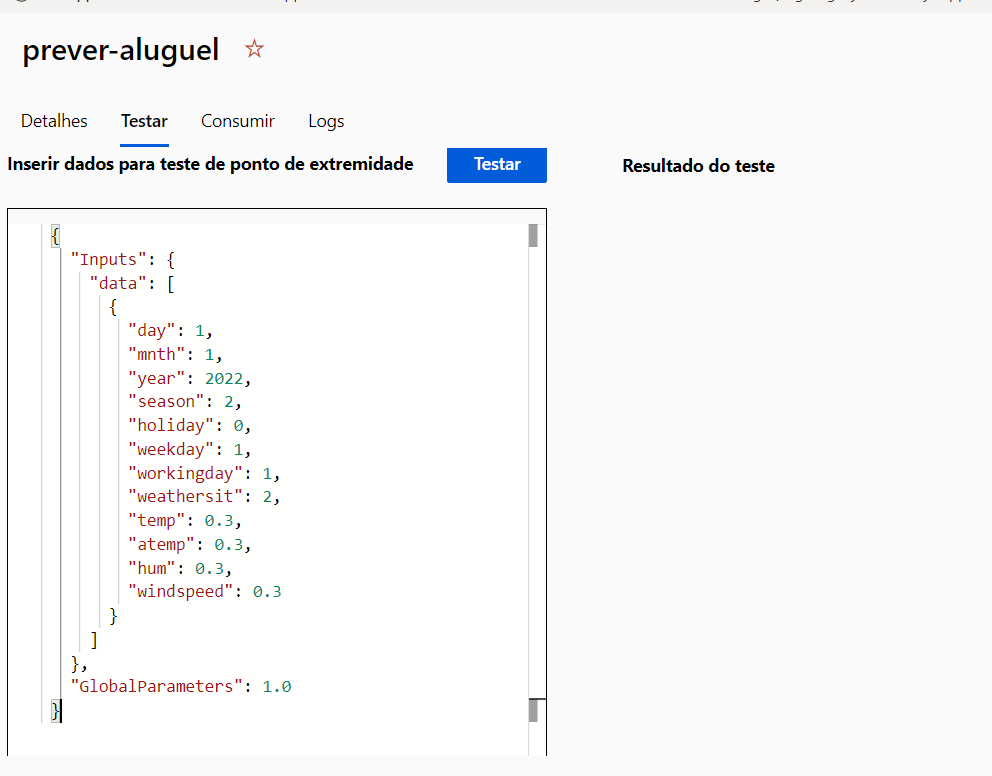 prever-aluguel
Detalhes Testar Consumir Logs
Inserir dados para teste de ponto de extremidade Testar Resultado do teste
{
"Inputs": {
"data": [
{
"day": 1,
"mnth": 1,
"year": 2022,
"season": 2,
"holiday": 0,
"weekday": 1,
"workingday": 1,
"weathersit": 2,
"temp": 0.3,
"atemp": 0.3,
"hum": 0.3,
"windspeed": 0.3
}
]
},
"GlobalParameters": 1.0
}